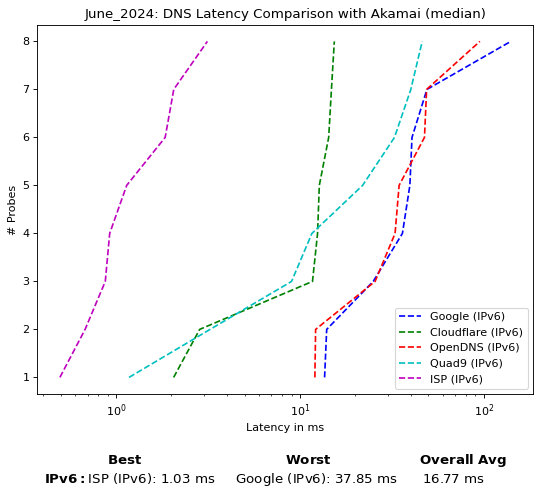 June_2024: DNS Latency Comparison with Akamai (median)
8
7
6
5
4
3
2
1
# Probes
Google (IPv6)
Cloudflare (IPv6)
OpenDNS (IPv6)
Quad9 (IPv6)
ISP (IPv6)
10⁰ 10¹ 10²
Latency in ms
Best Worst Overall Avg
IPv6: ISP (IPv6): 1.03 ms Google (IPv6): 37.85 ms 16.77 ms